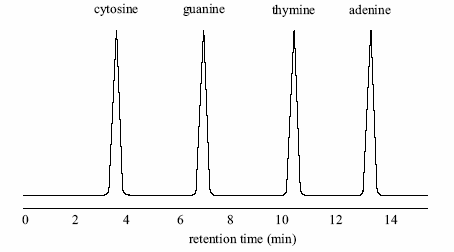 cytosine guanine thymine adenine
0 2 4 6 8 10 12 14
retention time (min)